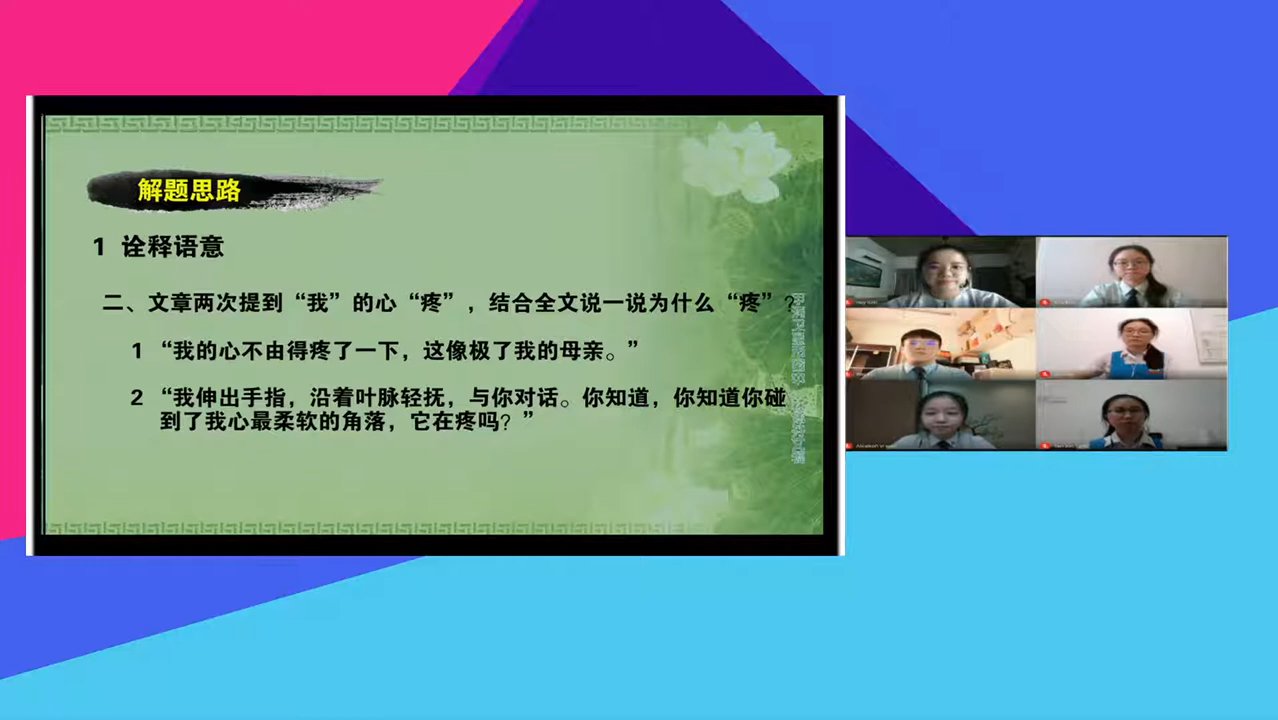 解题思路
1 诠释语意
二、文章两次提到“我”的心“疼”，结合全文说一说为什么“疼”？
1 “我的心不由得疼了一下，这像极了我的母亲。”
2 “我伸出手指，沿着叶脉轻抚，与你对话。你知道，你知道你碰
到了我心最柔软的角落，它在疼吗？”